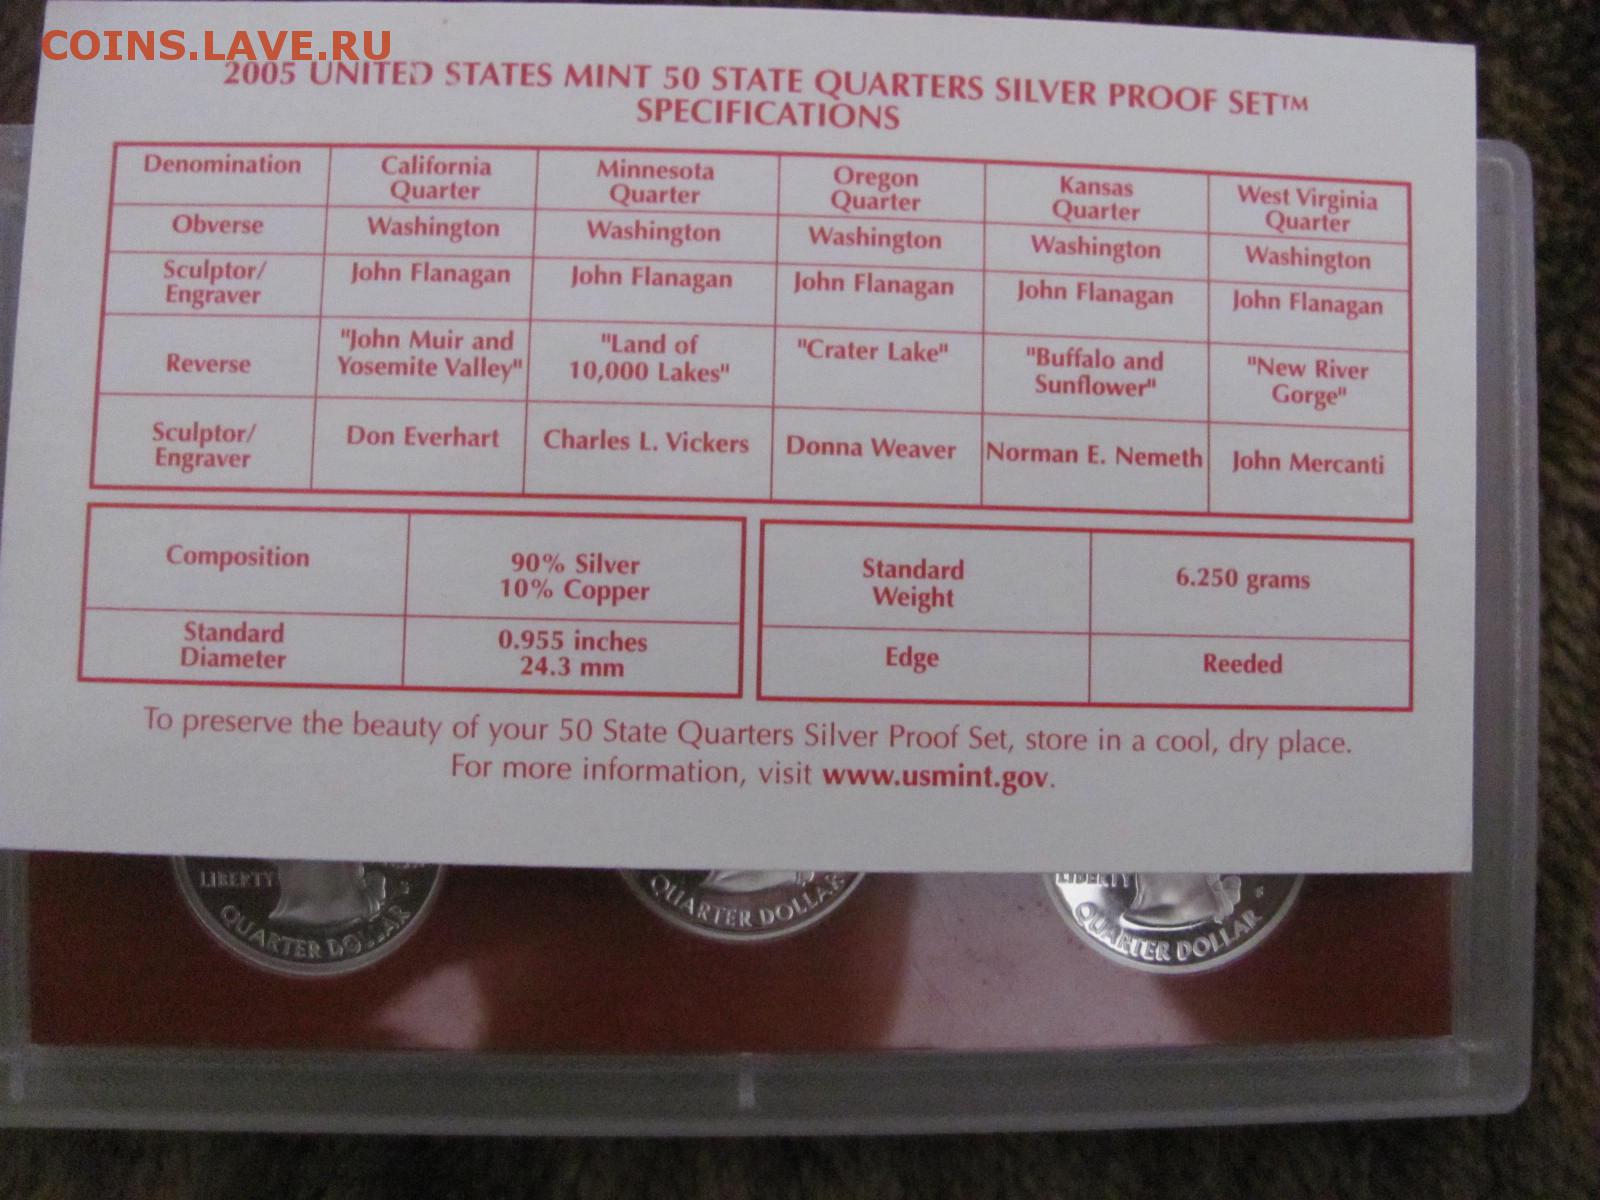 COINS.LAVE.RU
2005 UNITED STATES MINT 50 STATE QUARTERS SILVER PROOF SET™
SPECIFICATIONS
Denomination
California
Quarter
Minnesota
Quarter
Oregon
Quarter
Kansas
Quarter
West Virginia
Quarter
Obverse
Washington
Washington
Washington
Washington
Washington
Sculptor/
Engraver
John Flanagan
John Flanagan
John Flanagan
John Flanagan
John Flanagan
Reverse
"John Muir and
Yosemite Valley"
"Land of
10,000 Lakes"
"Crater Lake"
"Buffalo and
Sunflower"
"New River
Gorge"
Sculptor/
Engraver
Don Everhart
Charles L. Vickers
Donna Weaver
Norman E. Nemeth
John Mercanti
Composition
90% Silver
10% Copper
Standard
Diameter
0.955 inches
24.3 mm
Standard
Weight
6.250 grams
Edge
Reeded
To preserve the beauty of your 50 State Quarters Silver Proof Set, store in a cool, dry place.
For more information, visit www.usmint.gov.
LIBERTY
S
QUARTER DOLLAR
QUARTER DOLLAR
LIBERTY
S
QUARTER DOLLAR